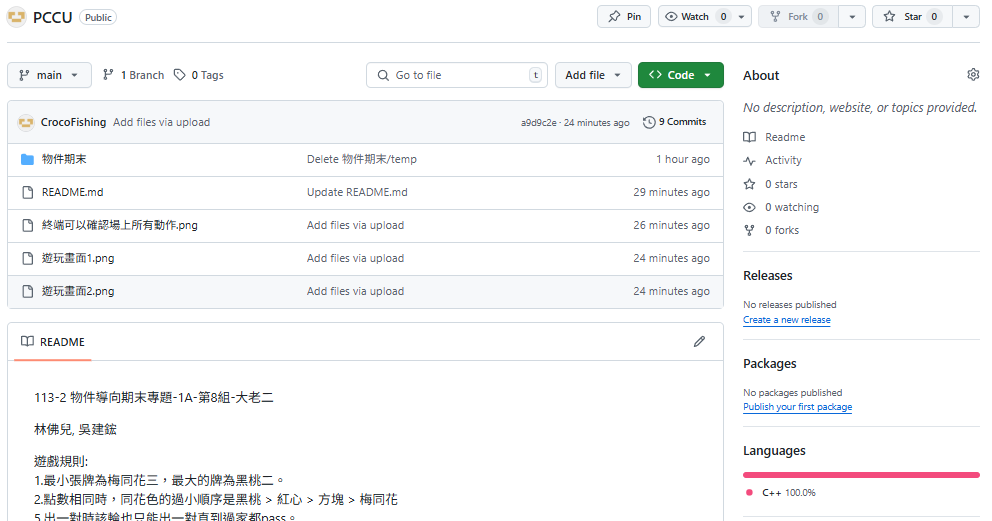 PCCU Public Pin Watch 0 Fork 0 Star 0
main 1 Branch 0 Tags Go to file t Add file Code
CrocoFishing Add files via upload a9d9c2e · 24 minutes ago 9 Commits
物件期末 Delete 物件期末/temp 1 hour ago
README.md Update README.md 29 minutes ago
終端可以確認場上所有動作.png Add files via upload 26 minutes ago
遊玩畫面1.png Add files via upload 24 minutes ago
遊玩畫面2.png Add files via upload 24 minutes ago
README
113-2 物件導向期末專題-1A-第8組-大老二
林佛兒, 吳建鋐
遊戲規則:
1.最小張牌為梅同花三，最大的牌為黑桃二。
2.點數相同時，同花色的過小順序是黑桃 > 紅心 > 方塊 > 梅同花
5.出一對時該輪也只能出一對直到過家都pass。
About
No description, website, or topics provided.
Readme
Activity
0 stars
0 watching
0 forks
Releases
No releases published
Create a new release
Packages
No packages published
Publish your first package
Languages
C++ 100.0%